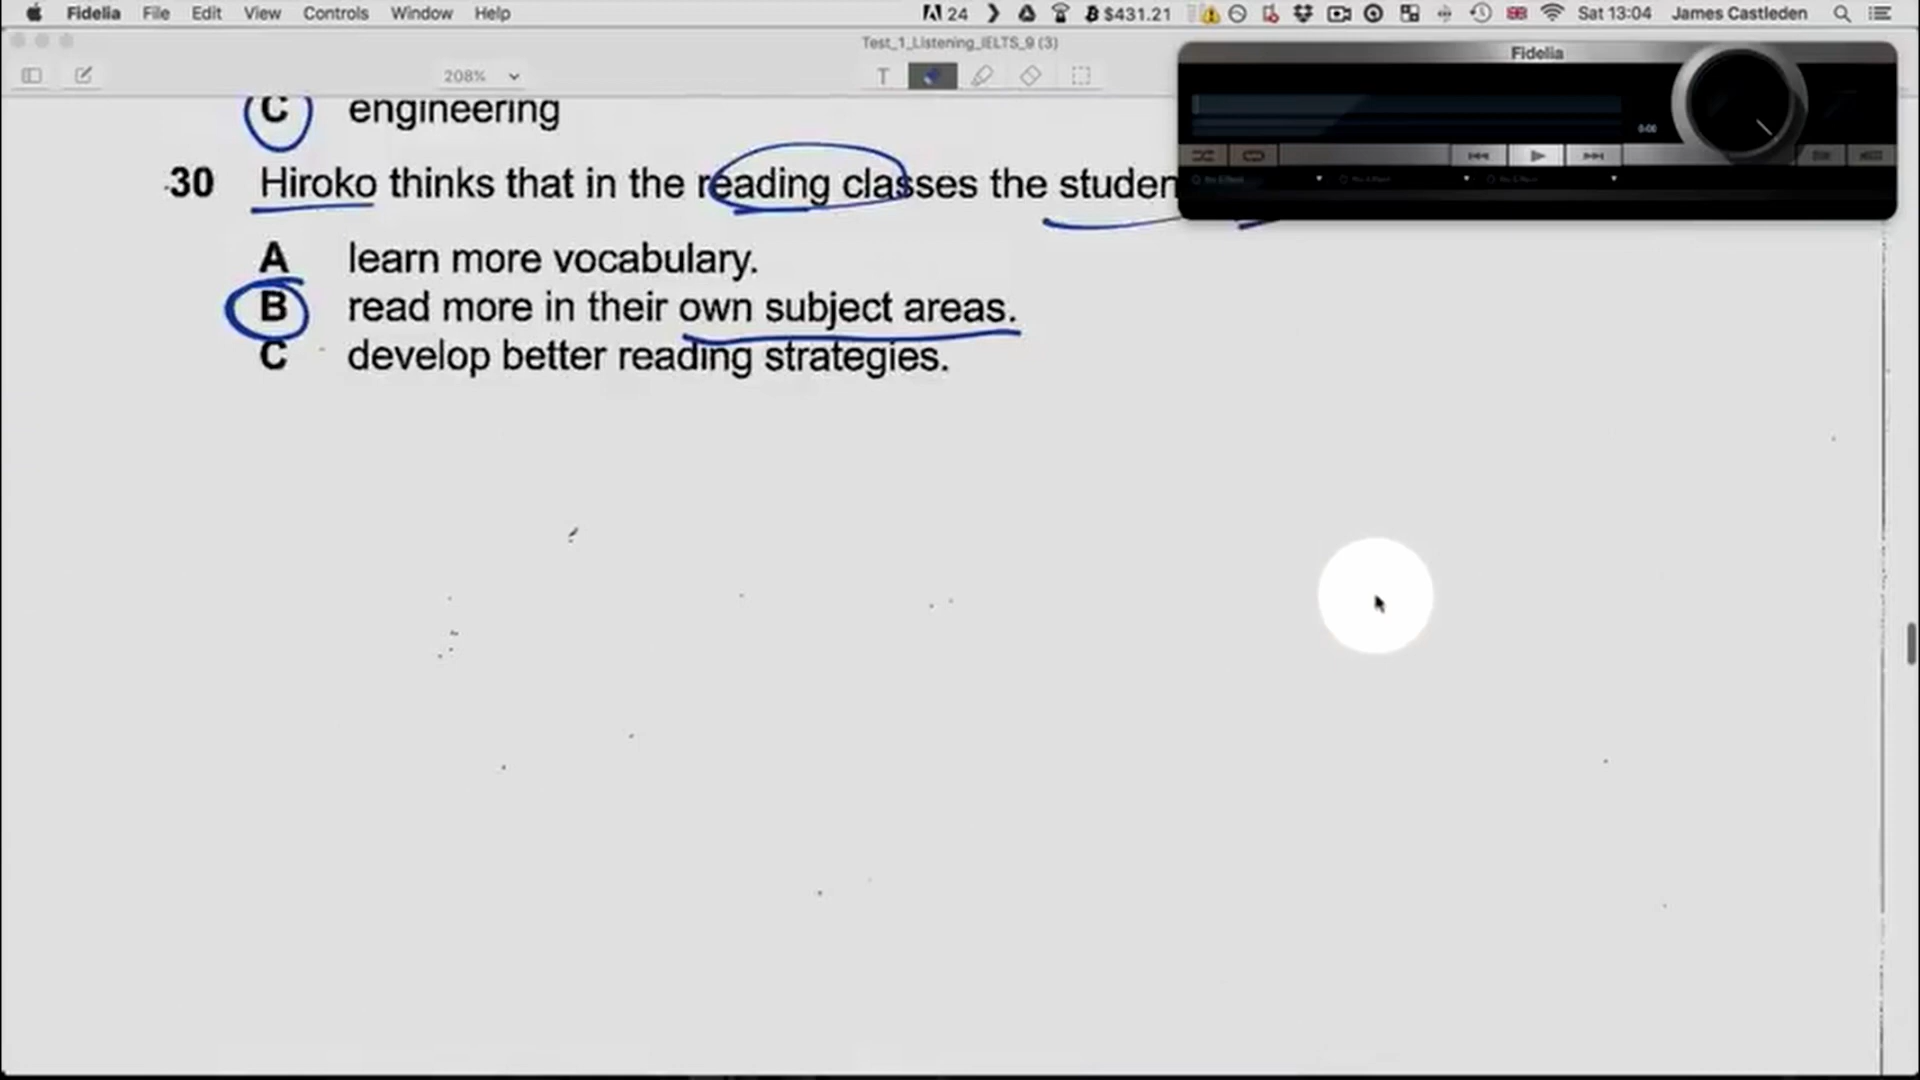 Fidelia File Edit View Controls Window Help 24 $431.21 Sat 13:04 James Castleden
Test_1_Listening_IELTS_9 (3)
Fidelia
208%
T
0:00
C engineering
30 Hiroko thinks that in the reading classes the studen
A learn more vocabulary.
B read more in their own subject areas.
C develop better reading strategies.